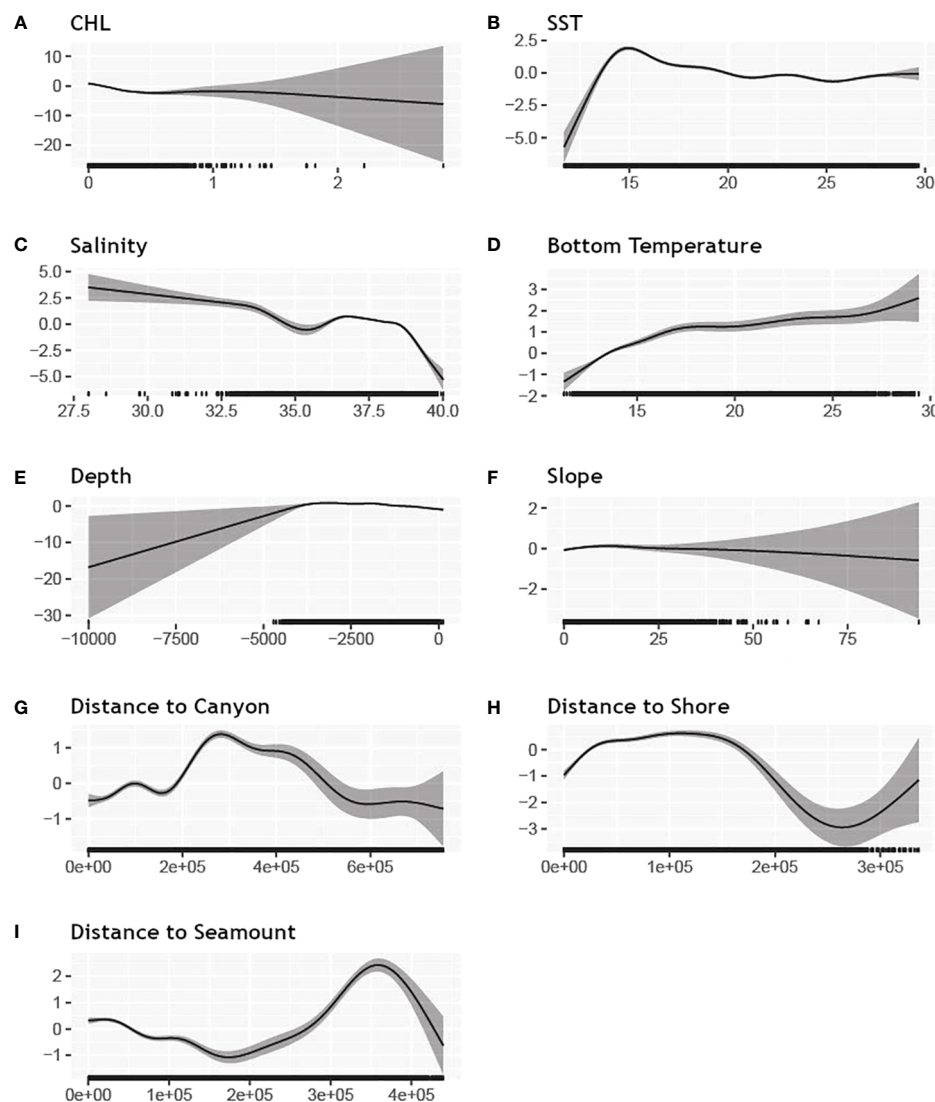 A CHL
10
0
−10
−20
0 1 2
B SST
2.5
0.0
−2.5
−5.0
15 20 25 30
C Salinity
5.0
2.5
0.0
−2.5
−5.0
27.5 30.0 32.5 35.0 37.5 40.0
D Bottom Temperature
3
2
1
0
−1
−2
15 20 25 30
E Depth
0
−10
−20
−30
−10000 −7500 −5000 −2500 0
F Slope
2
0
−2
0 25 50 75
G Distance to Canyon
1
0
−1
0e+00 2e+05 4e+05 6e+05
H Distance to Shore
0
−1
−2
−3
0e+00 1e+05 2e+05 3e+05
I Distance to Seamount
2
1
0
−1
0e+00 1e+05 2e+05 3e+05 4e+05